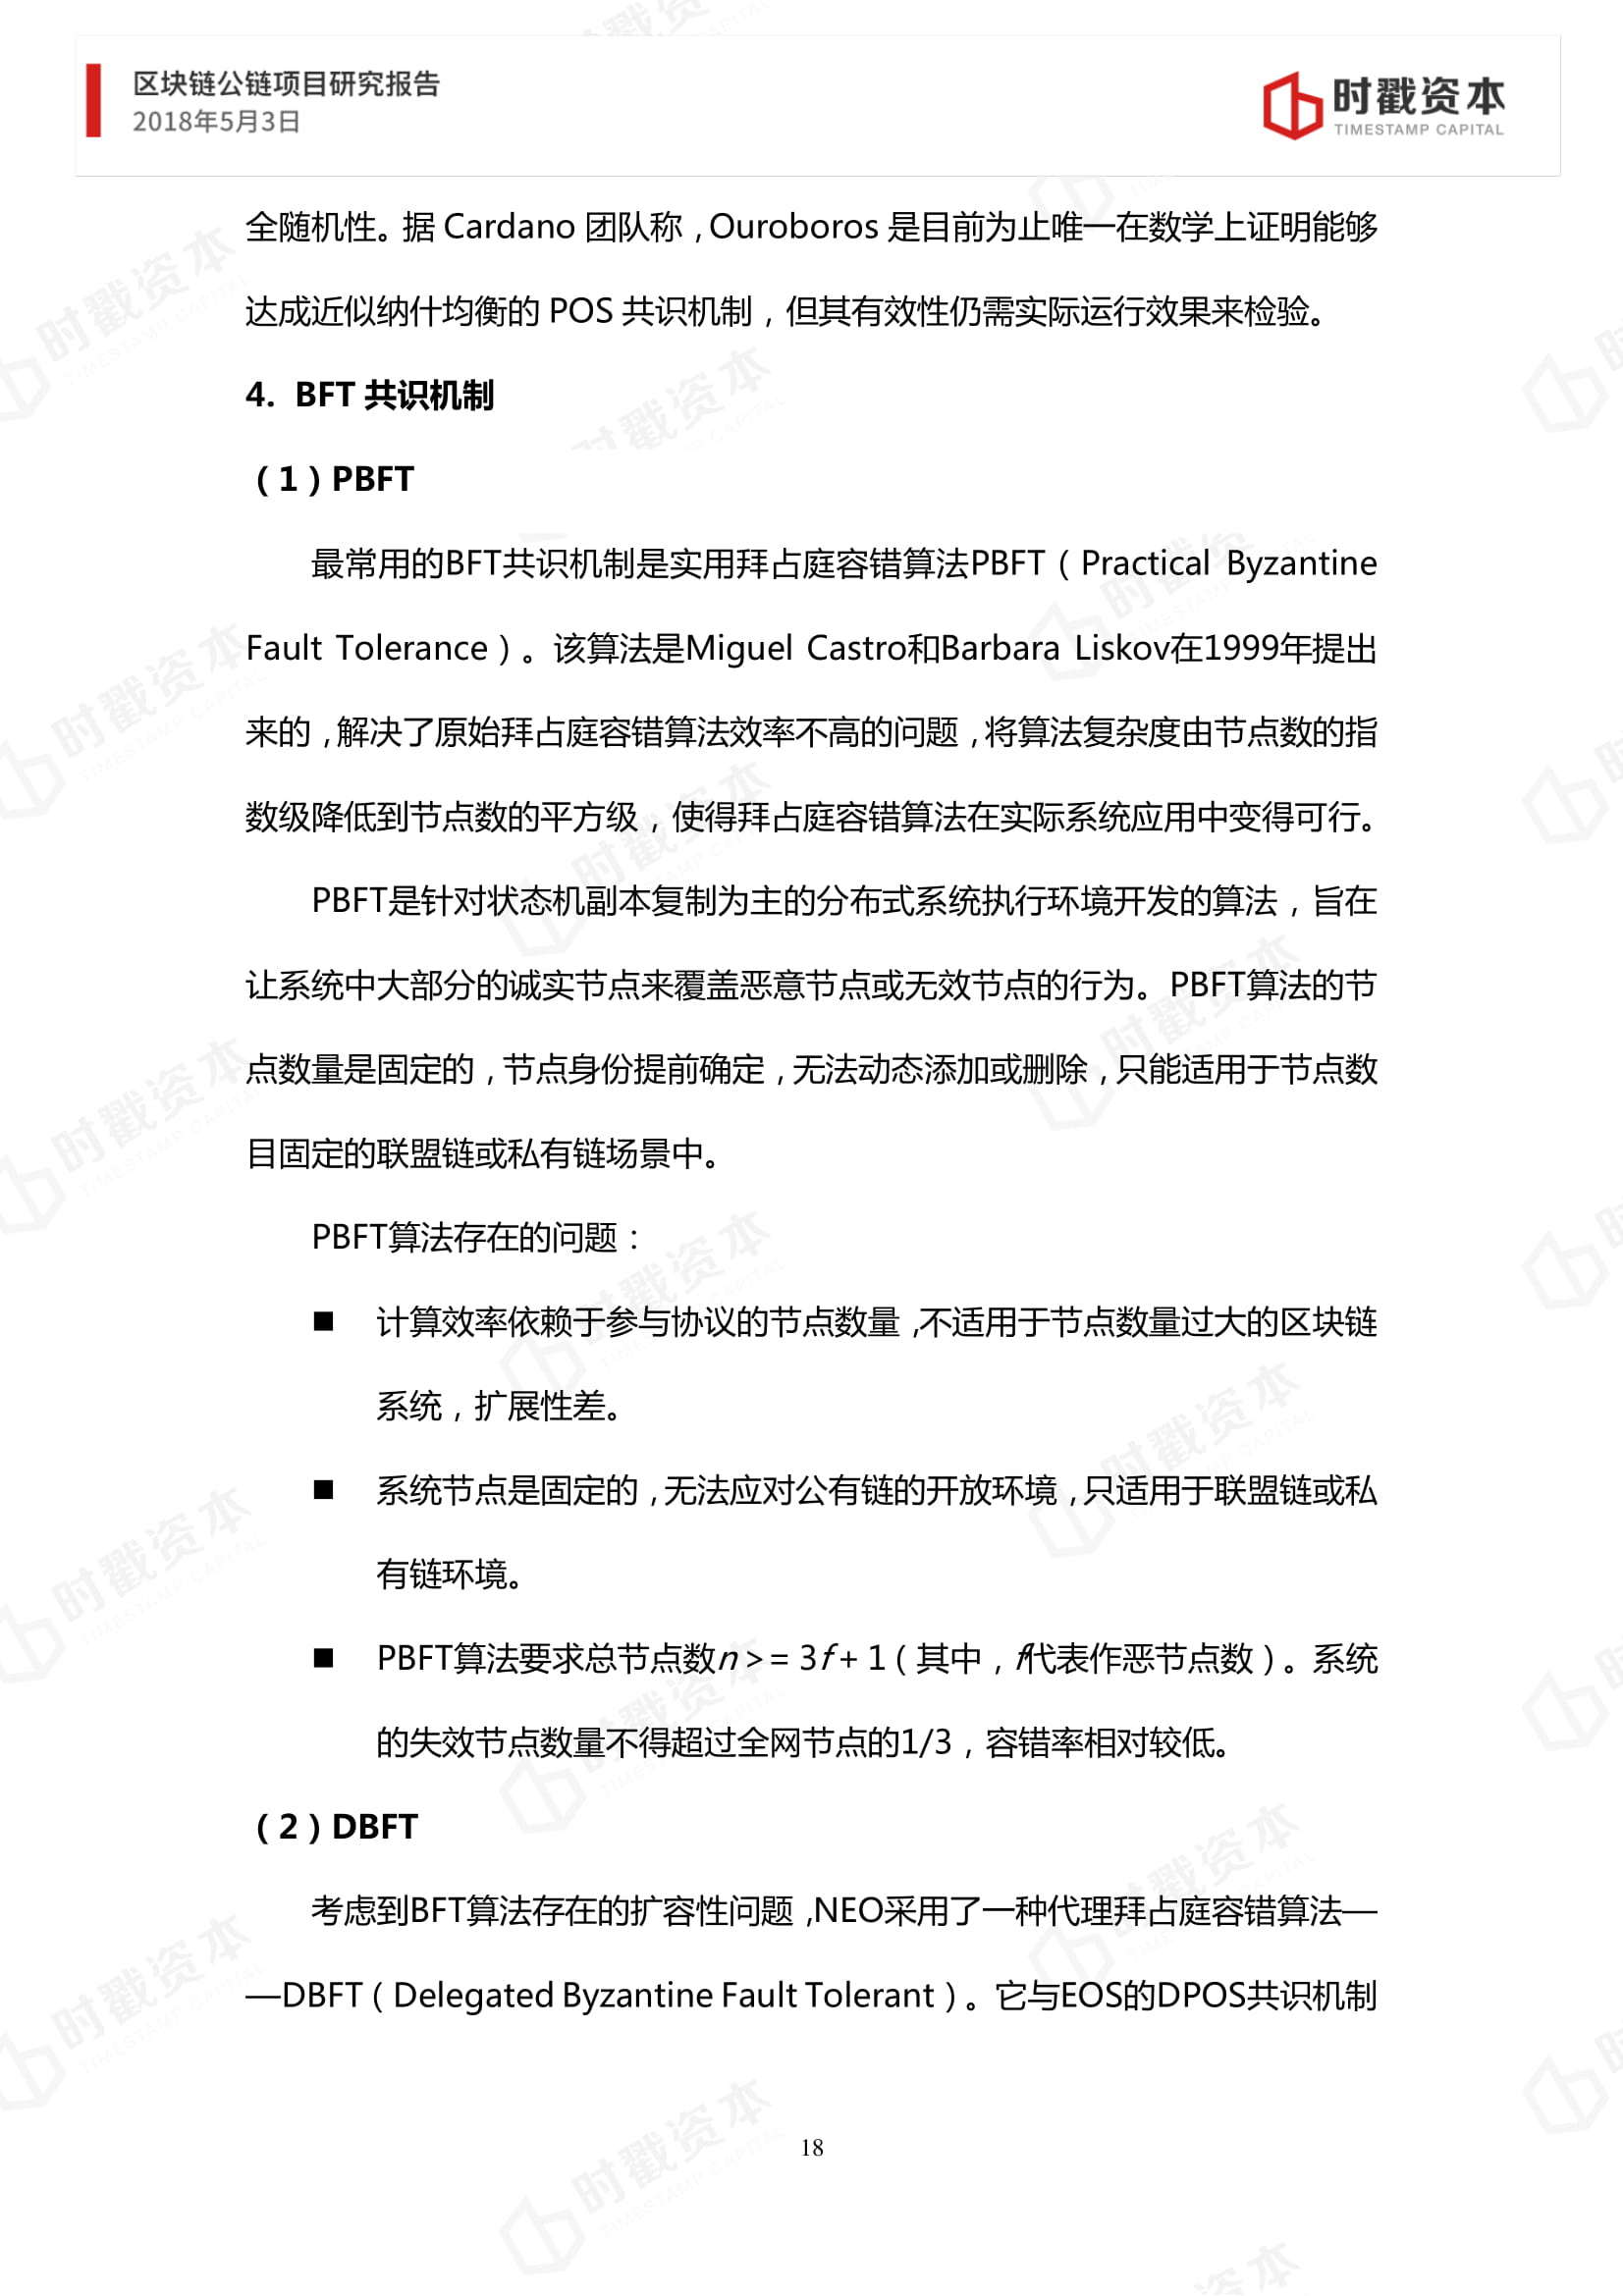 区块链公链项目研究报告
2018年5月3日
时戳资本
TIMESTAMP CAPITAL
全随机性。据 Cardano 团队称，Ouroboros 是目前为止唯一在数学上证明能够
达成近似纳什均衡的 POS 共识机制，但其有效性仍需实际运行效果来检验。
4. BFT 共识机制
（1）PBFT
最常用的BFT共识机制是实用拜占庭容错算法PBFT（Practical Byzantine
Fault Tolerance）。该算法是Miguel Castro和Barbara Liskov在1999年提出
来的，解决了原始拜占庭容错算法效率不高的问题，将算法复杂度由节点数的指
数级降低到节点数的平方级，使得拜占庭容错算法在实际系统应用中变得可行。
PBFT是针对状态机副本复制为主的分布式系统执行环境开发的算法，旨在
让系统中大部分的诚实节点来覆盖恶意节点或无效节点的行为。PBFT算法的节
点数量是固定的，节点身份提前确定，无法动态添加或删除，只能适用于节点数
目固定的联盟链或私有链场景中。
PBFT算法存在的问题：
■ 计算效率依赖于参与协议的节点数量，不适用于节点数量过大的区块链
系统，扩展性差。
■ 系统节点是固定的，无法应对公有链的开放环境，只适用于联盟链或私
有链环境。
■ PBFT算法要求总节点数n >= 3f + 1（其中，f代表作恶节点数）。系统
的失效节点数量不得超过全网节点的1/3，容错率相对较低。
（2）DBFT
考虑到BFT算法存在的扩容性问题，NEO采用了一种代理拜占庭容错算法—
—DBFT（Delegated Byzantine Fault Tolerant）。它与EOS的DPOS共识机制
18